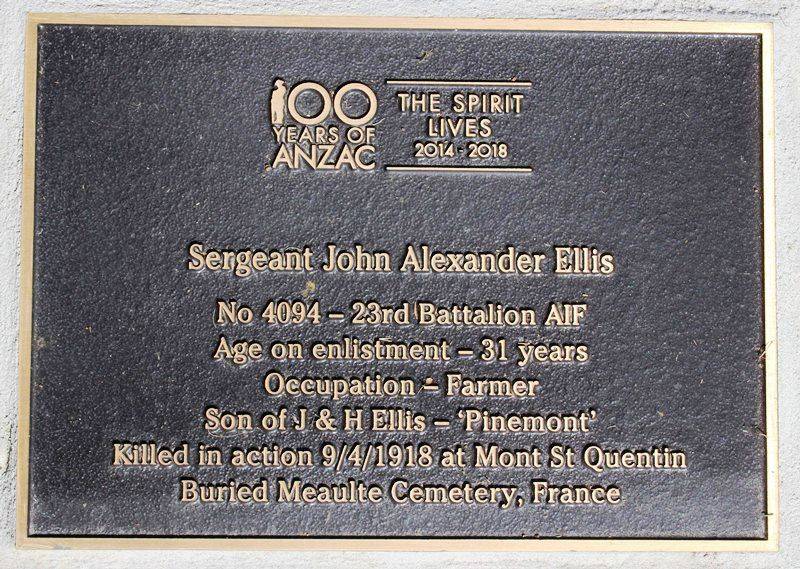 100
YEARS OF
ANZAC
THE SPIRIT
LIVES
2014 - 2018
Sergeant John Alexander Ellis
No 4094 – 23rd Battalion AIF
Age on enlistment – 31 years
Occupation – Farmer
Son of J & H Ellis – ‘Pinemont’
Killed in action 9/4/1918 at Mont St Quentin
Buried Meaulte Cemetery, France